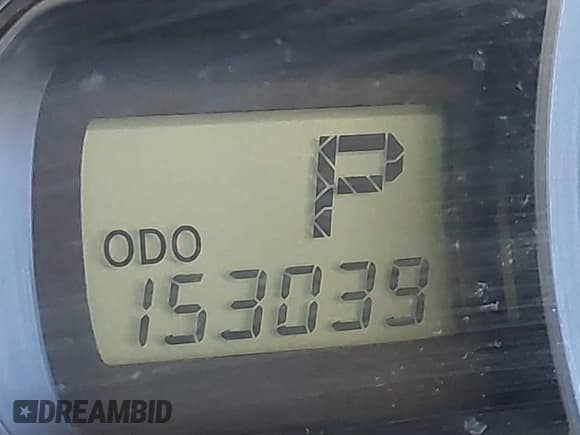 P
ODO
153039
DREAMBID